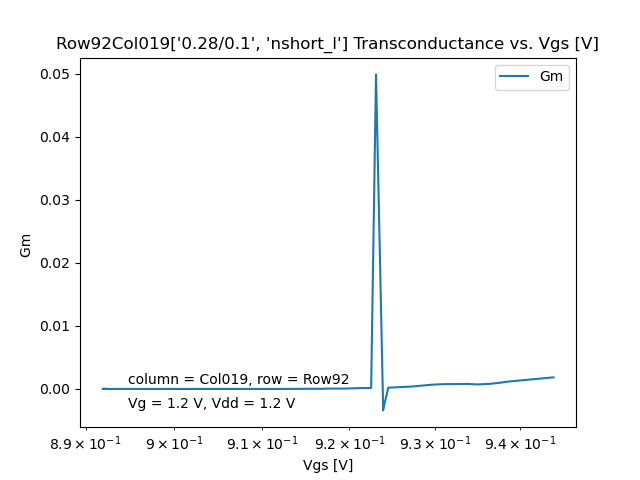 Row92Col019['0.28/0.1', 'nshort_l'] Transconductance vs. Vgs [V]
Gm
0.05
0.04
0.03
0.02
0.01
0.00
Gm
column = Col019, row = Row92
Vg = 1.2 V, Vdd = 1.2 V
8.9 × 10⁻¹ 9 × 10⁻¹ 9.1 × 10⁻¹ 9.2 × 10⁻¹ 9.3 × 10⁻¹ 9.4 × 10⁻¹
Vgs [V]